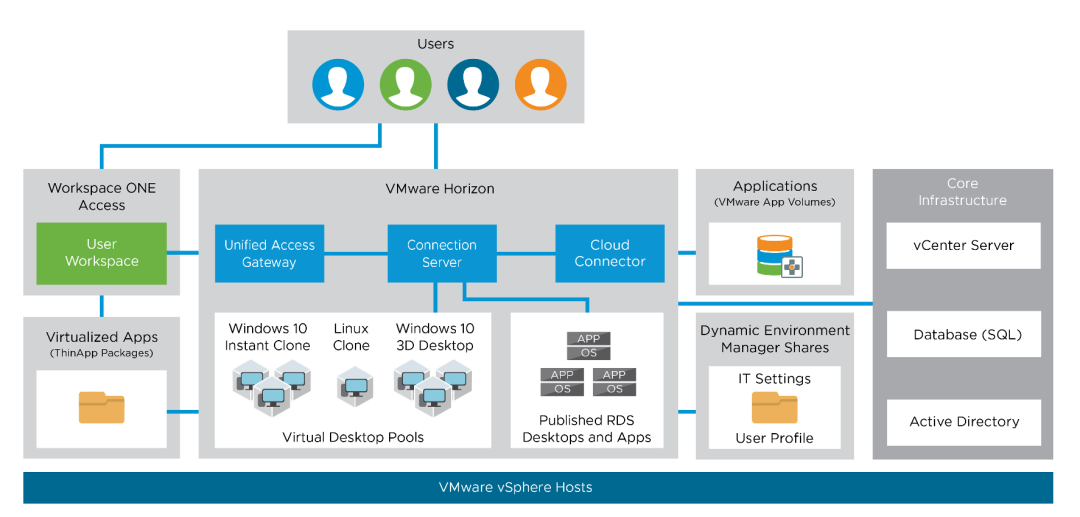 Users
Workspace ONE
Access
User
Workspace
Virtualized Apps
(ThinApp Packages)
VMware Horizon
Unified Access
Gateway
Connection
Server
Cloud
Connector
Windows 10
Instant Clone
Linux
Clone
Windows 10
3D Desktop
Virtual Desktop Pools
APP
OS
APP
OS
APP
OS
Published RDS
Desktops and Apps
Applications
(VMware App Volumes)
Dynamic Environment
Manager Shares
IT Settings
User Profile
Core
Infrastructure
vCenter Server
Database (SQL)
Active Directory
VMware vSphere Hosts